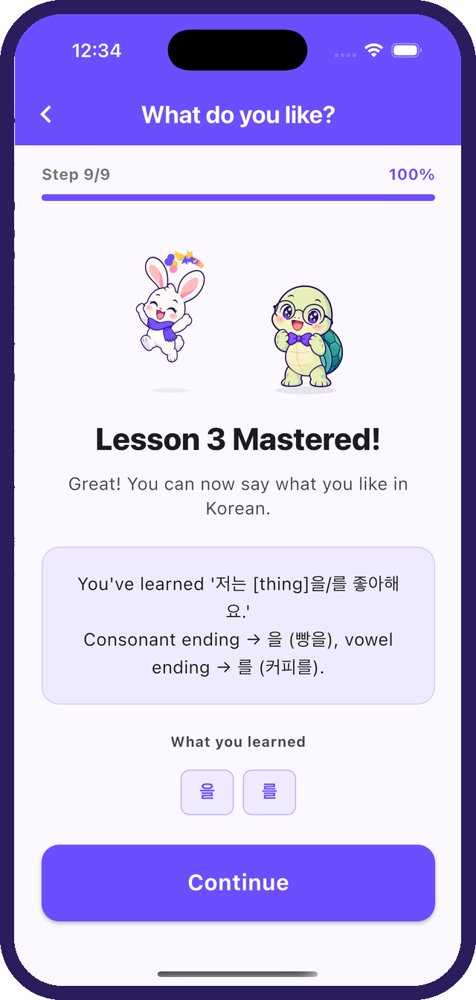 12:34
What do you like?
Step 9/9
100%
Lesson 3 Mastered!
Great! You can now say what you like in
Korean.
You've learned '저는 [thing]을/를 좋아해
요.'
Consonant ending → 을 (빵을), vowel
ending → 를 (커피를).
What you learned
을
를
Continue